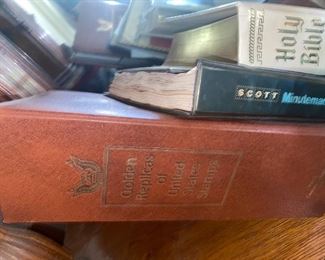 Holy Bible
SCOTT Minuteman
Golden
Replicas
of
United
States
Stamps